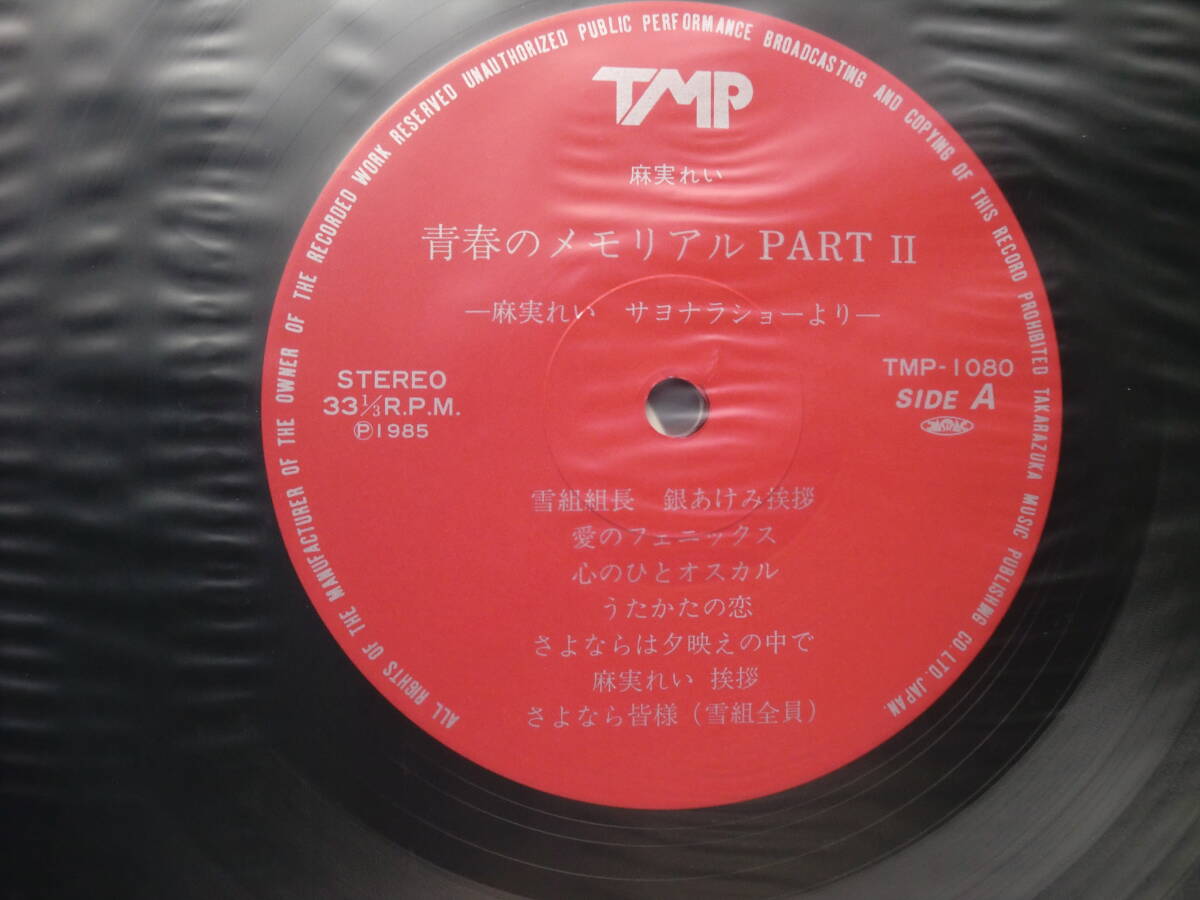 ALL RIGHTS OF THE MANUFACTURER OF THE OWNER OF THE RECORDED WORK RESERVED UNAUTHORIZED PUBLIC PERFORMANCE BROADCASTING AND COPYING OF THIS RECORD PROHIBITED TAKARAZUKA MUSIC PUBLISHING CO.LTD. JAPAN.
TMP
麻実れい
青春のメモリアル PART II
—麻実れい サヨナラショーより—
STEREO
33⅓R.P.M.
Ⓟ1985
TMP-1080
SIDE A
JASRAC
雪組組長 銀あけみ挨拶
愛のフェニックス
心のひとオスカル
うたかたの恋
さよならは夕映えの中で
麻実れい 挨拶
さよなら皆様(雪組全員)